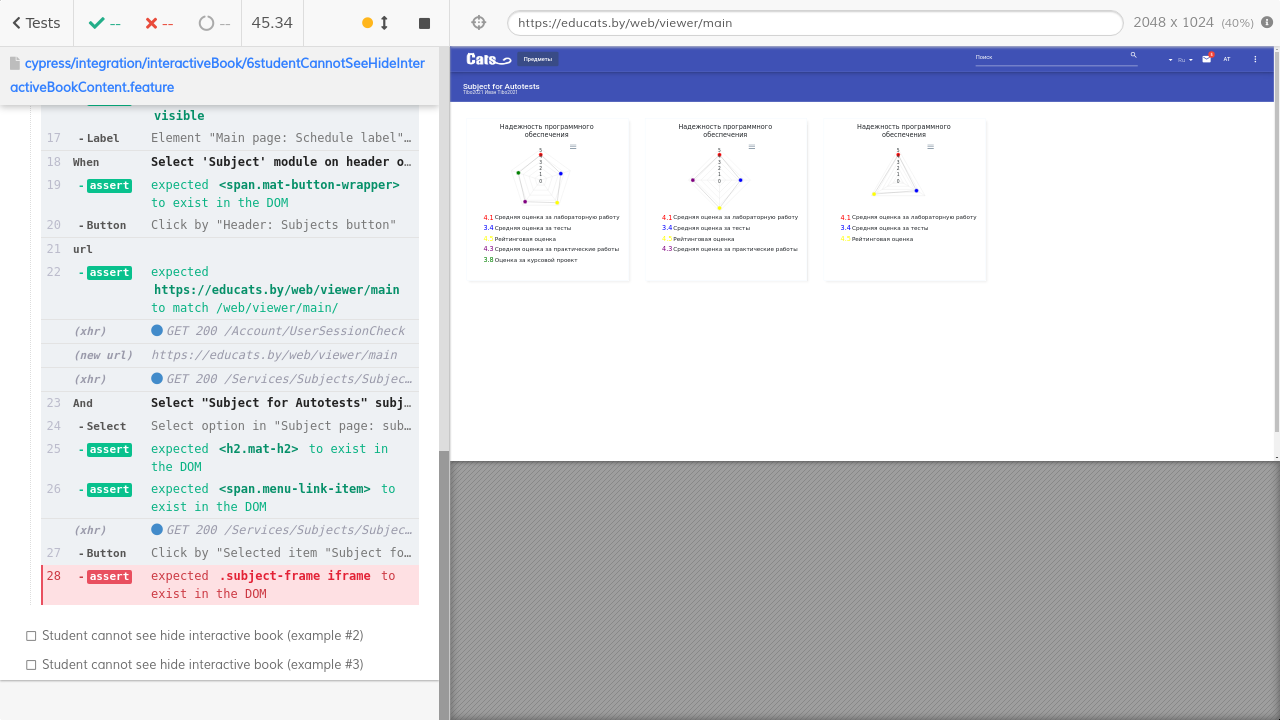 Tests
--
--
--
45.34
https://educats.by/web/viewer/main
2048 x 1024 (40%)
cypress/integration/interactiveBook/6studentCannotSeeHideInter
activeBookContent.feature
visible
17 - Label Element "Main page: Schedule label"…
18 When Select 'Subject' module on header o…
19 - assert expected <span.mat-button-wrapper>
to exist in the DOM
20 - Button Click by "Header: Subjects button"
21 url
22 - assert expected
https://educats.by/web/viewer/main
to match /web/viewer/main/
(xhr) GET 200 /Account/UserSessionCheck
(new url) https://educats.by/web/viewer/main
(xhr) GET 200 /Services/Subjects/Subjec…
23 And Select "Subject for Autotests" subj…
24 - Select Select option in "Subject page: sub…
25 - assert expected <h2.mat-h2> to exist in
the DOM
26 - assert expected <span.menu-link-item> to
exist in the DOM
(xhr) GET 200 /Services/Subjects/Subjec…
27 - Button Click by "Selected item "Subject fo…
28 - assert expected .subject-frame iframe to
exist in the DOM
Student cannot see hide interactive book (example #2)
Student cannot see hide interactive book (example #3)
Cats
Предметы
Поиск
Ru
AT
Subject for Autotests
Надежность программного
обеспечения
5
3
2
1
0
4.1 Средняя оценка за лабораторную работу
3.4 Средняя оценка за тесты
Рейтинговая оценка
4.3 Средняя оценка за практические работы
3.8 Оценка за курсовой проект
Надежность программного
обеспечения
5
3
2
1
0
4.1 Средняя оценка за лабораторную работу
3.4 Средняя оценка за тесты
Рейтинговая оценка
4.3 Средняя оценка за практические работы
Надежность программного
обеспечения
5
3
2
1
0
4.1 Средняя оценка за лабораторную работу
3.4 Средняя оценка за тесты
Рейтинговая оценка